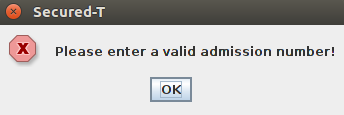 Secured-T
Please enter a valid admission number!
OK